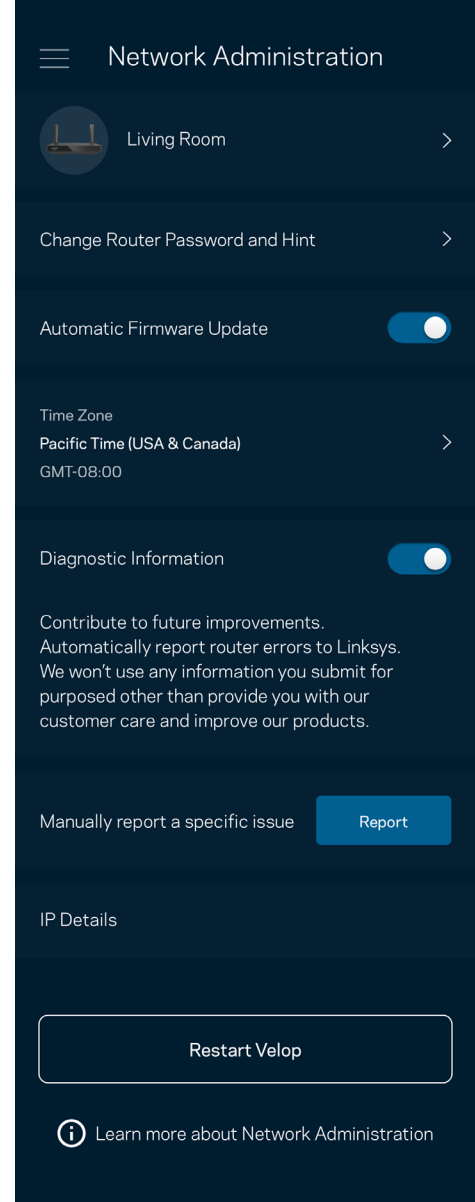 Network Administration
Living Room
Change Router Password and Hint
Automatic Firmware Update
Time Zone
Pacific Time (USA & Canada)
GMT-08:00
Diagnostic Information
Contribute to future improvements.
Automatically report router errors to Linksys.
We won't use any information you submit for
purposed other than provide you with our
customer care and improve our products.
Manually report a specific issue
Report
IP Details
Restart Velop
Learn more about Network Administration